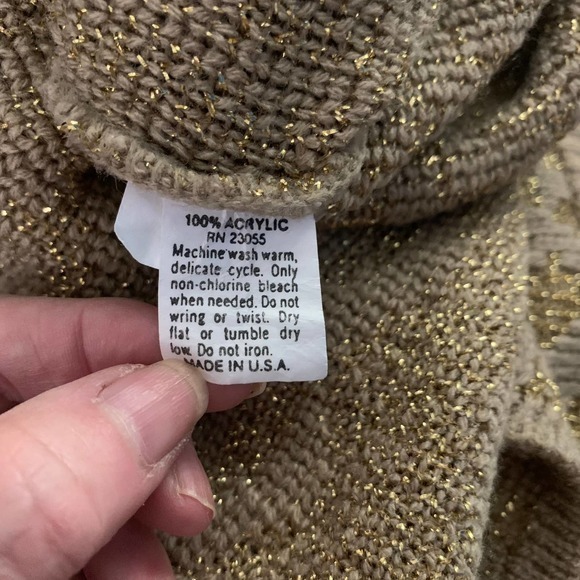 100% ACRYLIC
RN 23055
Machine wash warm,
delicate cycle. Only
non-chlorine bleach
when needed. Do not
wring or twist. Dry
flat or tumble dry
low. Do not iron.
MADE IN U.S.A.